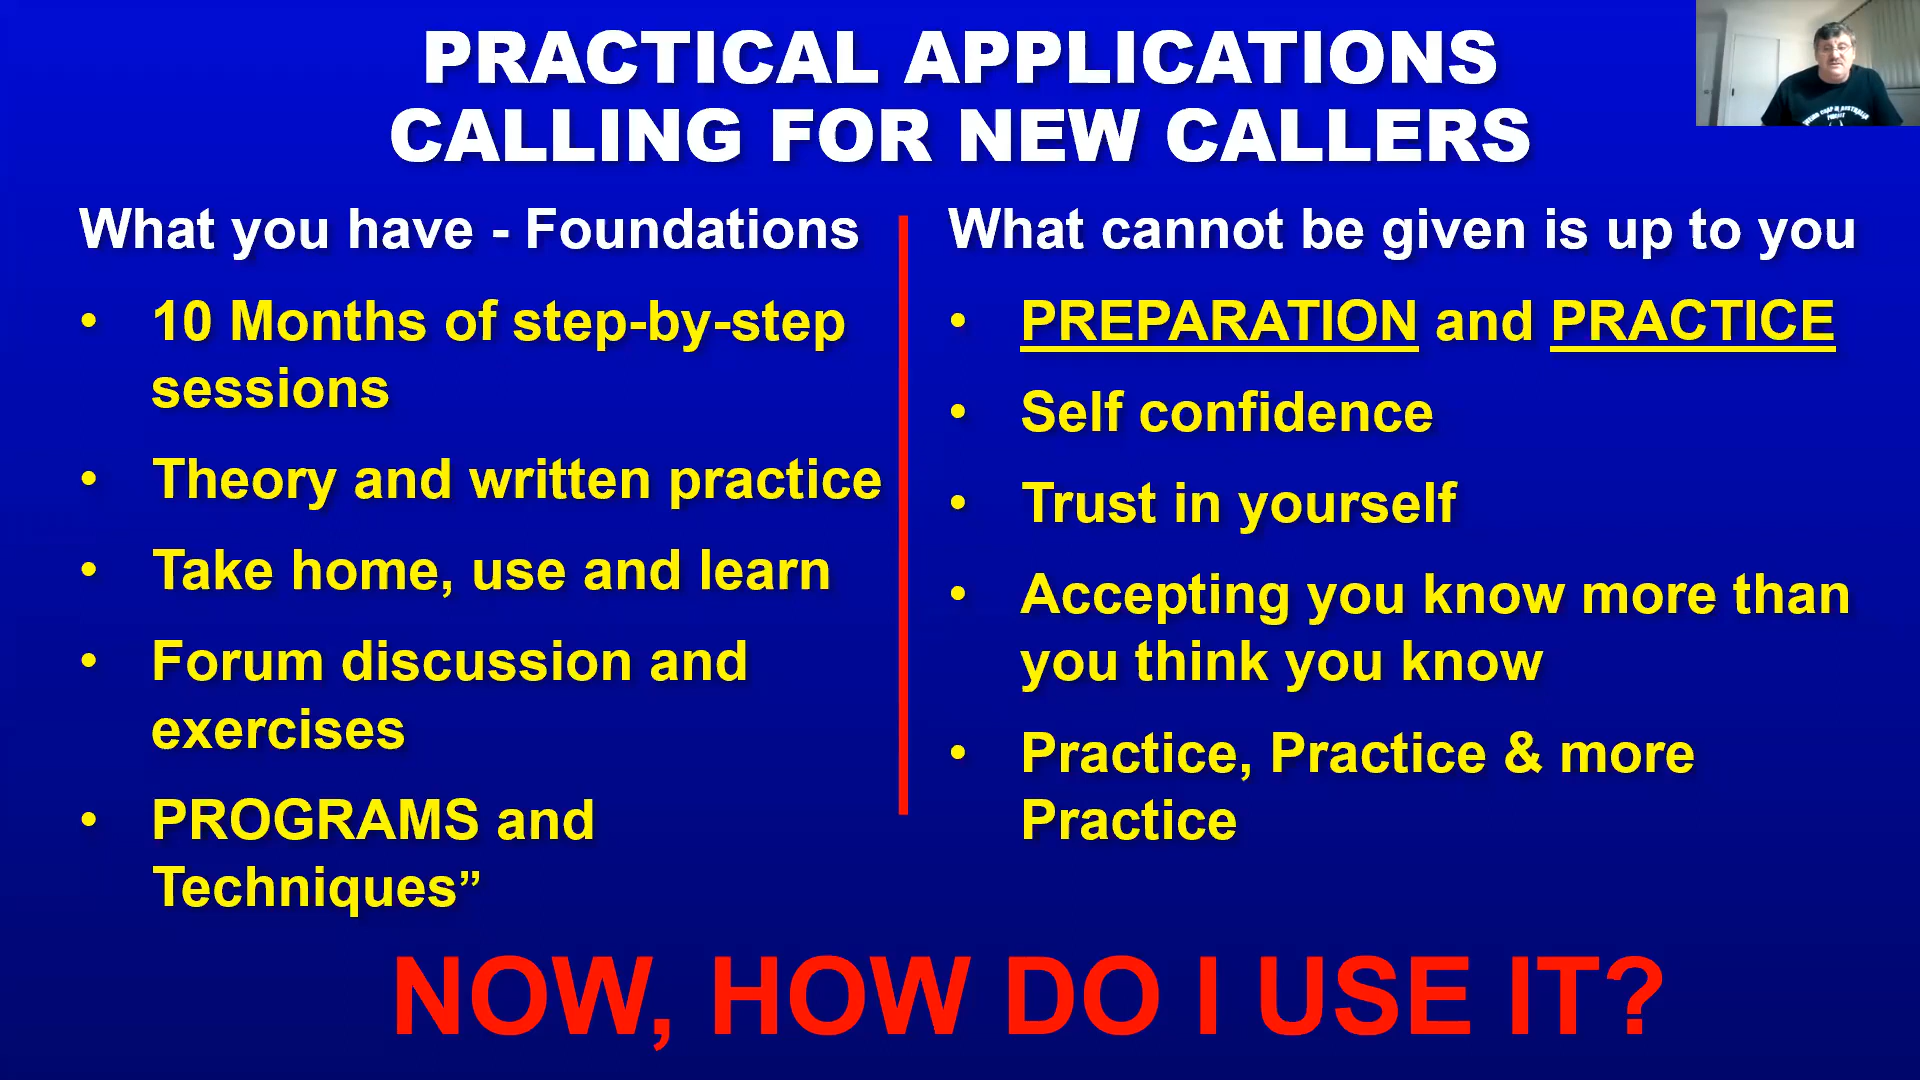 PRACTICAL APPLICATIONS
CALLING FOR NEW CALLERS
What you have - Foundations
• 10 Months of step-by-step
sessions
• Theory and written practice
• Take home, use and learn
• Forum discussion and
exercises
• PROGRAMS and
Techniques”
What cannot be given is up to you
• PREPARATION and PRACTICE
• Self confidence
• Trust in yourself
• Accepting you know more than
you think you know
• Practice, Practice & more
Practice
NOW, HOW DO I USE IT?